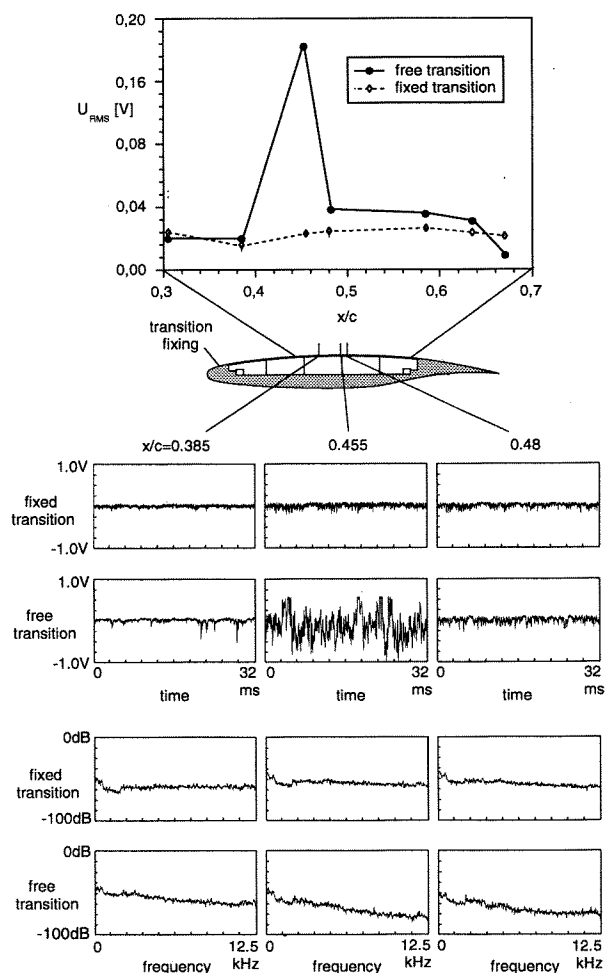 0,20
0,16
U RMS [V]
0,08
0,04
0,00
free transition
fixed transition
0,3 0,4 0,5 0,6 0,7
x/c
transition
fixing
x/c=0.385 0.455 0.48
1.0V
fixed
transition
-1.0V
1.0V
free
transition
-1.0V
0 32 0 32 0 32
time ms time ms time ms
0dB
fixed
transition
-100dB
0dB
free
transition
-100dB
0 12.5 0 12.5 0 12.5
frequency kHz frequency kHz frequency kHz